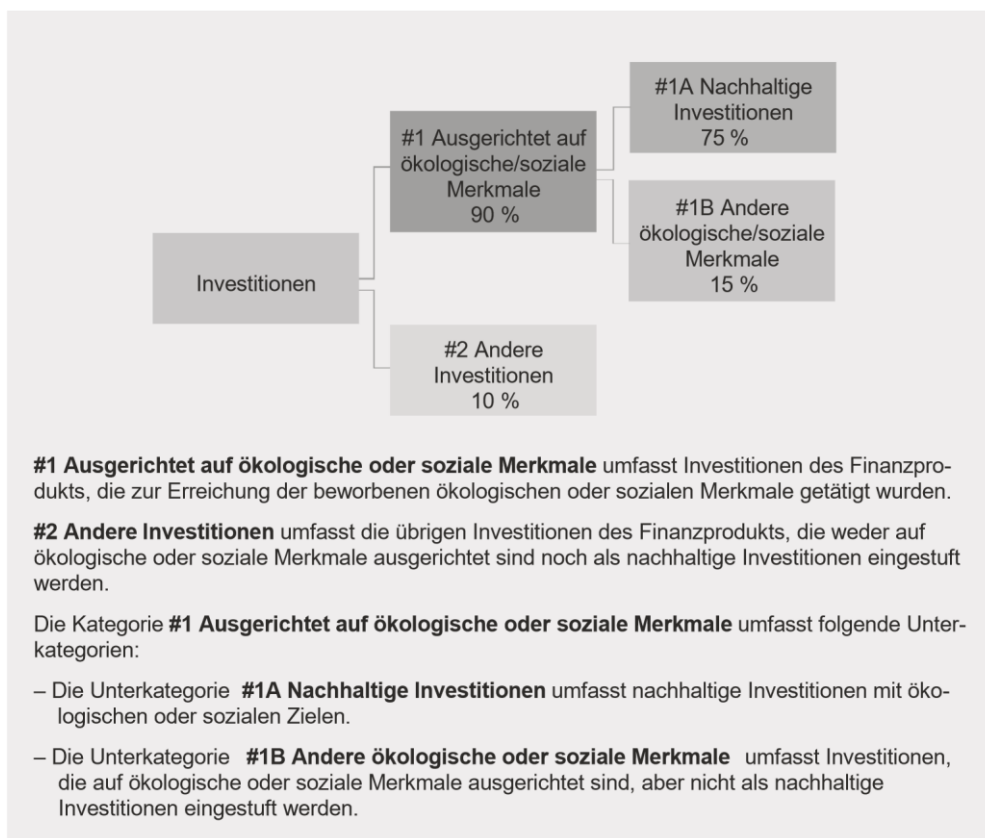 #1A Nachhaltige
Investitionen
75 %
#1 Ausgerichtet auf
ökologische/soziale
Merkmale
90 %
#1B Andere
ökologische/soziale
Merkmale
15 %
Investitionen
#2 Andere
Investitionen
10 %
#1 Ausgerichtet auf ökologische oder soziale Merkmale umfasst Investitionen des Finanzpro-
dukts, die zur Erreichung der beworbenen ökologischen oder sozialen Merkmale getätigt wurden.
#2 Andere Investitionen umfasst die übrigen Investitionen des Finanzprodukts, die weder auf
ökologische oder soziale Merkmale ausgerichtet sind noch als nachhaltige Investitionen eingestuft
werden.
Die Kategorie #1 Ausgerichtet auf ökologische oder soziale Merkmale umfasst folgende Unter-
kategorien:
– Die Unterkategorie #1A Nachhaltige Investitionen umfasst nachhaltige Investitionen mit öko-
logischen oder sozialen Zielen.
– Die Unterkategorie #1B Andere ökologische oder soziale Merkmale umfasst Investitionen,
die auf ökologische oder soziale Merkmale ausgerichtet sind, aber nicht als nachhaltige
Investitionen eingestuft werden.